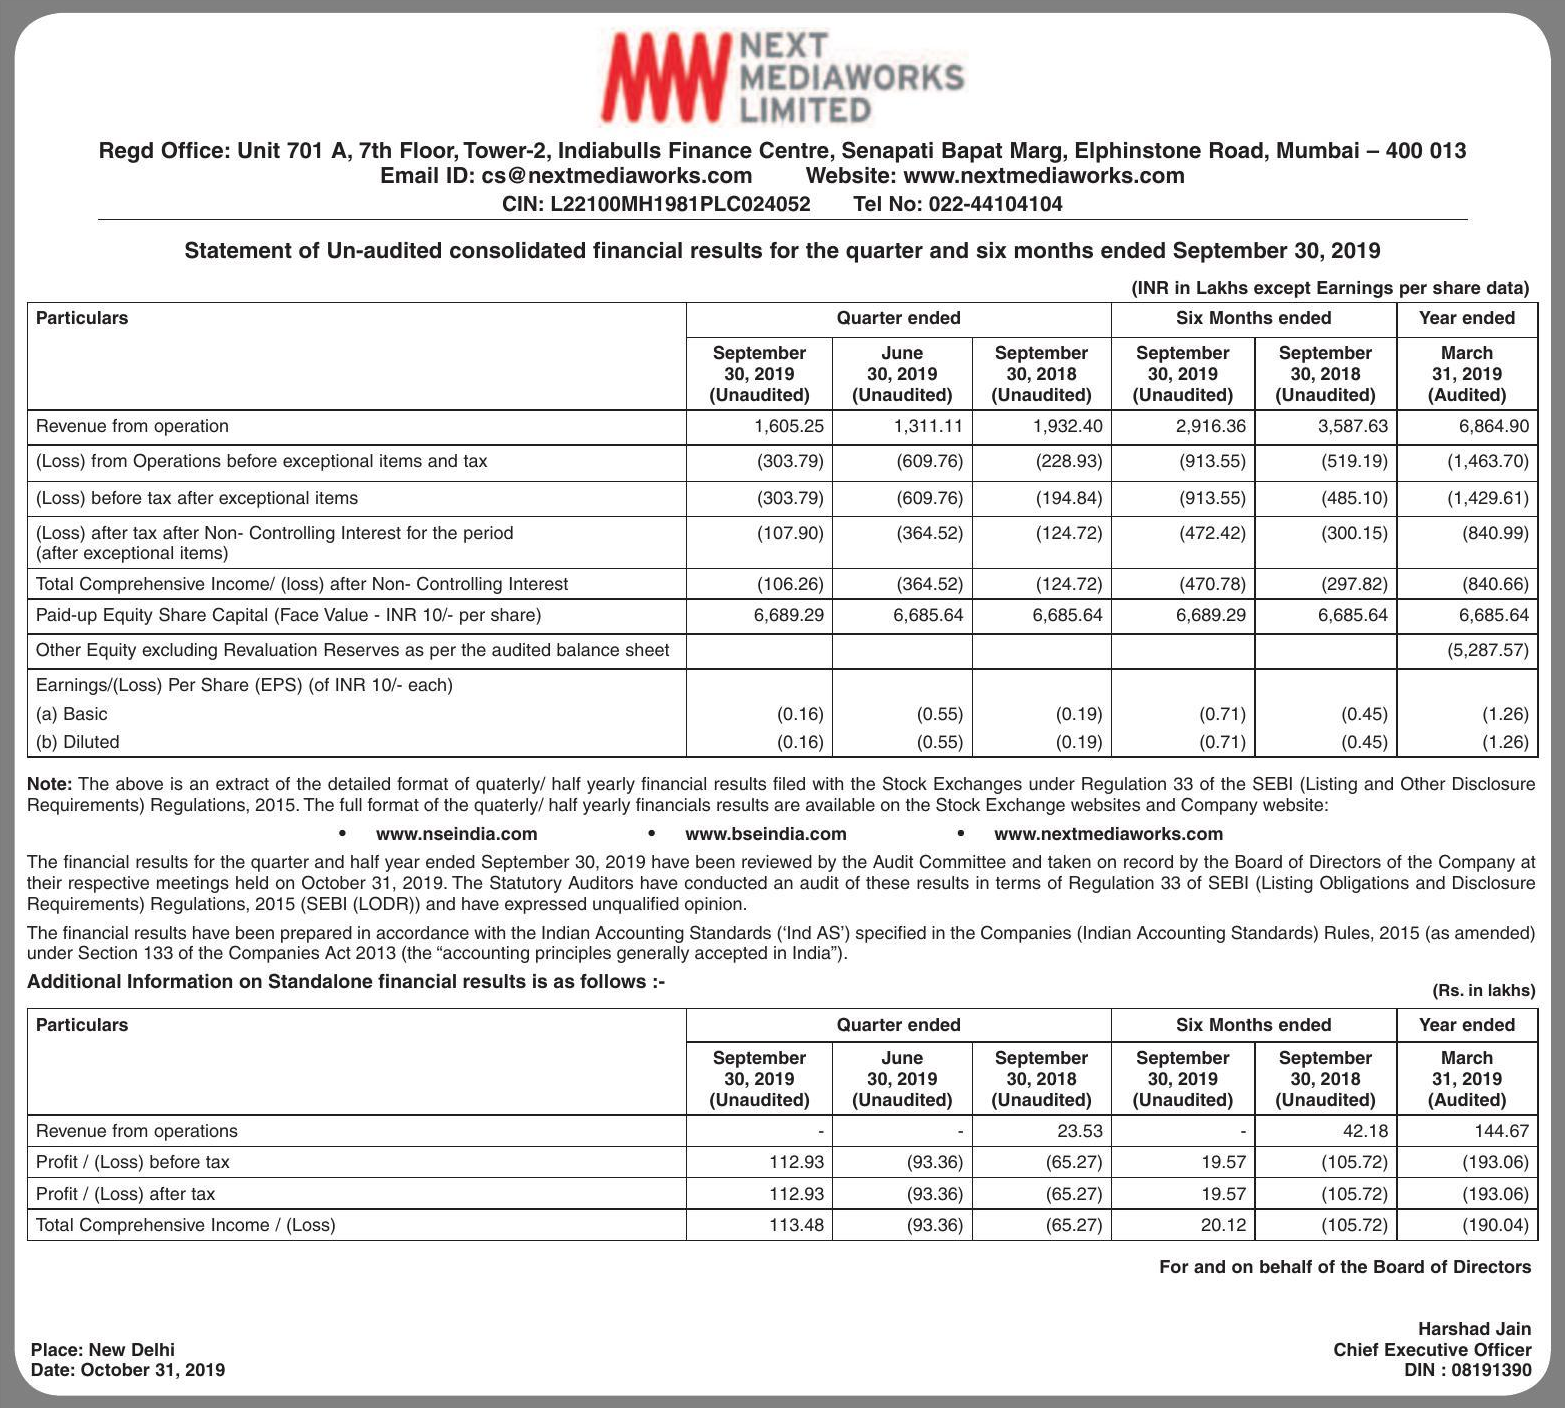 NEXT
MEDIAWORKS
LIMITED
Regd Office: Unit 701 A, 7th Floor, Tower-2, Indiabulls Finance Centre, Senapati Bapat Marg, Elphinstone Road, Mumbai – 400 013
Email ID: cs@nextmediaworks.com Website: www.nextmediaworks.com
CIN: L22100MH1981PLC024052 Tel No: 022-44104104
Statement of Un-audited consolidated financial results for the quarter and six months ended September 30, 2019
(INR in Lakhs except Earnings per share data)
Particulars Quarter ended Six Months ended Year ended
September June September September September March
30, 2019 30, 2019 30, 2018 30, 2019 30, 2018 31, 2019
(Unaudited) (Unaudited) (Unaudited) (Unaudited) (Unaudited) (Audited)
Revenue from operation 1,605.25 1,311.11 1,932.40 2,916.36 3,587.63 6,864.90
(Loss) from Operations before exceptional items and tax (303.79) (609.76) (228.93) (913.55) (519.19) (1,463.70)
(Loss) before tax after exceptional items (303.79) (609.76) (194.84) (913.55) (485.10) (1,429.61)
(Loss) after tax after Non- Controlling Interest for the period (107.90) (364.52) (124.72) (472.42) (300.15) (840.99)
(after exceptional items)
Total Comprehensive Income/ (loss) after Non- Controlling Interest (106.26) (364.52) (124.72) (470.78) (297.82) (840.66)
Paid-up Equity Share Capital (Face Value - INR 10/- per share) 6,689.29 6,685.64 6,685.64 6,689.29 6,685.64 6,685.64
Other Equity excluding Revaluation Reserves as per the audited balance sheet (5,287.57)
Earnings/(Loss) Per Share (EPS) (of INR 10/- each)
(a) Basic (0.16) (0.55) (0.19) (0.71) (0.45) (1.26)
(b) Diluted (0.16) (0.55) (0.19) (0.71) (0.45) (1.26)
Note: The above is an extract of the detailed format of quaterly/ half yearly financial results filed with the Stock Exchanges under Regulation 33 of the SEBI (Listing and Other Disclosure
Requirements) Regulations, 2015. The full format of the quaterly/ half yearly financials results are available on the Stock Exchange websites and Company website:
• www.nseindia.com • www.bseindia.com • www.nextmediaworks.com
The financial results for the quarter and half year ended September 30, 2019 have been reviewed by the Audit Committee and taken on record by the Board of Directors of the Company at
their respective meetings held on October 31, 2019. The Statutory Auditors have conducted an audit of these results in terms of Regulation 33 of SEBI (Listing Obligations and Disclosure
Requirements) Regulations, 2015 (SEBI (LODR)) and have expressed unqualified opinion.
The financial results have been prepared in accordance with the Indian Accounting Standards (‘Ind AS’) specified in the Companies (Indian Accounting Standards) Rules, 2015 (as amended)
under Section 133 of the Companies Act 2013 (the “accounting principles generally accepted in India”).
Additional Information on Standalone financial results is as follows :-
(Rs. in lakhs)
Particulars Quarter ended Six Months ended Year ended
September June September September September March
30, 2019 30, 2019 30, 2018 30, 2019 30, 2018 31, 2019
(Unaudited) (Unaudited) (Unaudited) (Unaudited) (Unaudited) (Audited)
Revenue from operations - - 23.53 - 42.18 144.67
Profit / (Loss) before tax 112.93 (93.36) (65.27) 19.57 (105.72) (193.06)
Profit / (Loss) after tax 112.93 (93.36) (65.27) 19.57 (105.72) (193.06)
Total Comprehensive Income / (Loss) 113.48 (93.36) (65.27) 20.12 (105.72) (190.04)
For and on behalf of the Board of Directors
Harshad Jain
Place: New Delhi Chief Executive Officer
Date: October 31, 2019 DIN : 08191390